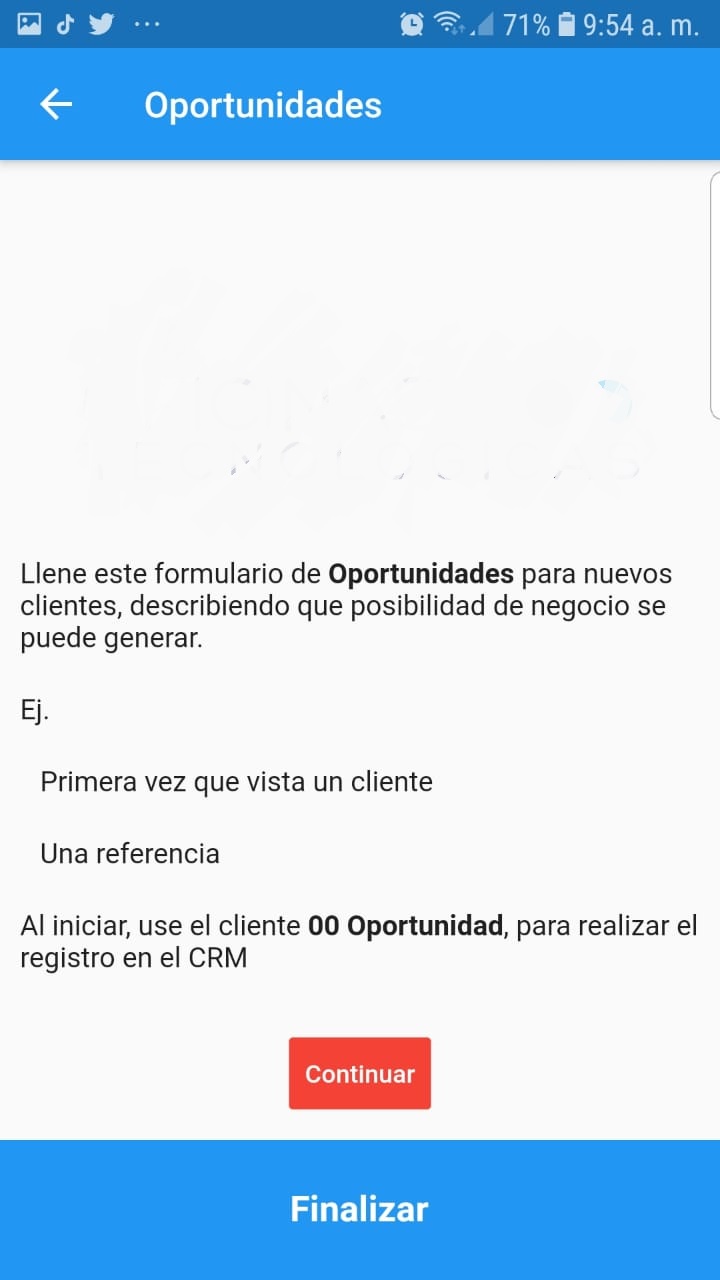 71% 9:54 a. m.
Oportunidades
Llene este formulario de Oportunidades para nuevos
clientes, describiendo que posibilidad de negocio se
puede generar.
Ej.
Primera vez que vista un cliente
Una referencia
Al iniciar, use el cliente 00 Oportunidad, para realizar el
registro en el CRM
Continuar
Finalizar